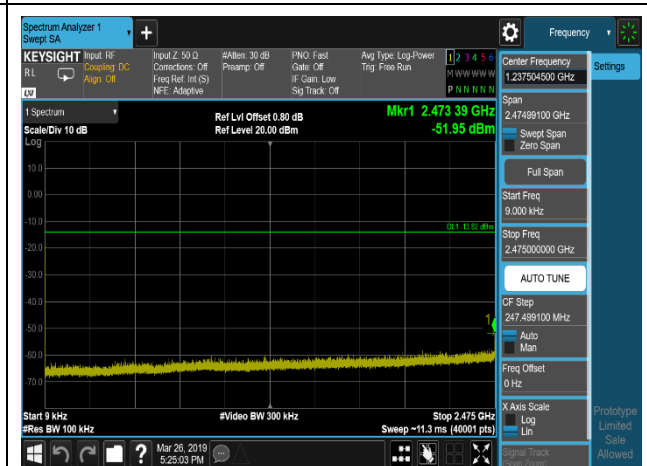 Spectrum Analyzer 1
Swept SA
Frequency
KEYSIGHT Input: RF
RL
Coupling: DC
Align: Off
Input Z: 50 Ω
Corrections: Off
Freq Ref: Int (S)
NFE: Adaptive
#Atten: 30 dB
Preamp: Off
PNO: Fast
Gate: Off
IF Gain: Low
Sig Track: Off
Avg Type: Log-Power
Trig: Free Run
1 2 3 4 5 6
M W W W W W
P N N N N N
1 Spectrum
Scale/Div 10 dB
Ref Lvl Offset 0.80 dB
Ref Level 20.00 dBm
Mkr1 2.473 39 GHz
-51.95 dBm
Log
10.0
0.00
-10.0
DL1 -13.82 dBm
-20.0
-30.0
-40.0
-50.0
1
-60.0
-70.0
Start 9 kHz
#Res BW 100 kHz
#Video BW 300 kHz
Stop 2.475 GHz
Sweep ~11.3 ms (40001 pts)
Mar 26, 2019
5:25:03 PM
Center Frequency
1.237504500 GHz
Settings
Span
2.47499100 GHz
Swept Span
Zero Span
Full Span
Start Freq
9.000 kHz
Stop Freq
2.475000000 GHz
AUTO TUNE
CF Step
247.499100 MHz
Auto
Man
Freq Offset
0 Hz
X Axis Scale
Log
Lin
Signal Track
(Span Zoom)
Prototype
Limited
Sale
Allowed